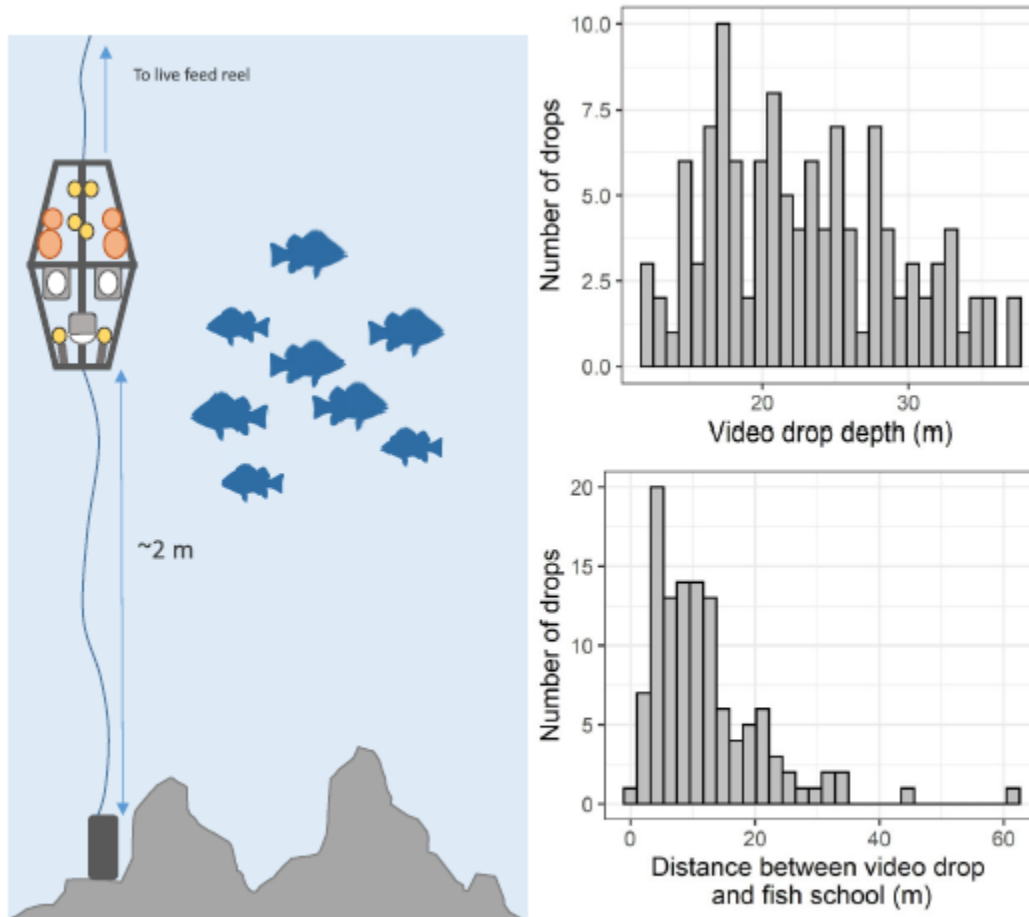 To live feed reel
~2 m
10.0
7.5
5.0
2.5
0.0
Number of drops
20 30
Video drop depth (m)
20
15
10
5
0
Number of drops
0 20 40 60
Distance between video drop
and fish school (m)